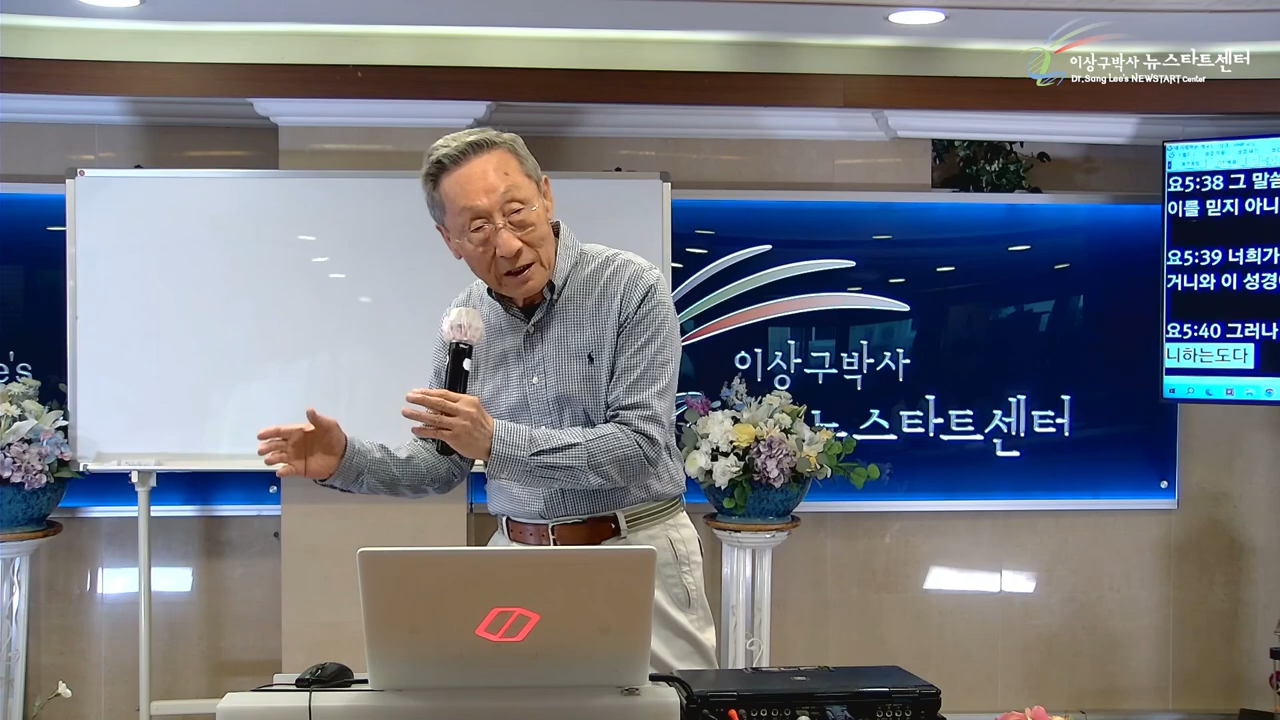 이상구박사 뉴스타트센터
Dr.Sang Lee's NEWSTART Center
요5:38 그 말씀
이를 믿지 아니
요5:39 너희가
거니와 이 성경
요5:40 그러나
니하는도다
이상구박사
뉴스타트센터